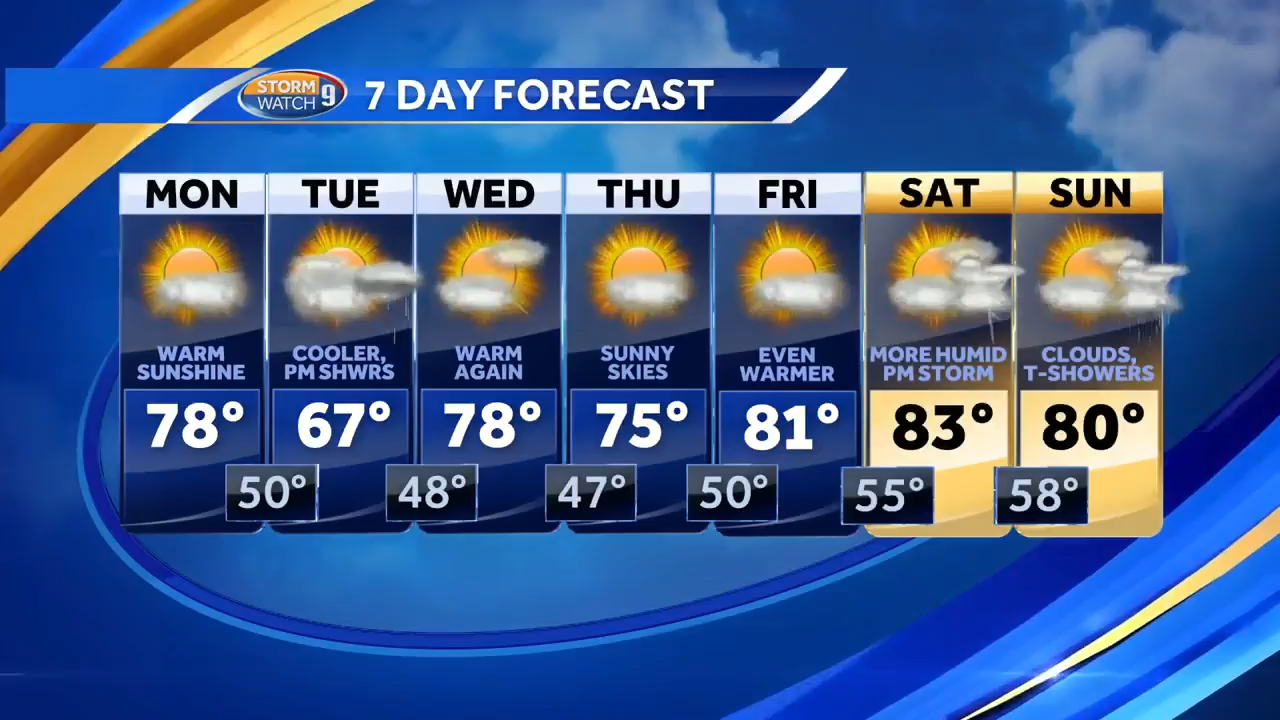 STORM
WATCH 9
7 DAY FORECAST
MON TUE WED THU FRI SAT SUN
WARM SUNSHINE
COOLER, PM SHWRS
WARM AGAIN
SUNNY SKIES
EVEN WARMER
MORE HUMID PM STORM
CLOUDS, T-SHOWERS
78° 67° 78° 75° 81° 83° 80°
50° 48° 47° 50° 55° 58°